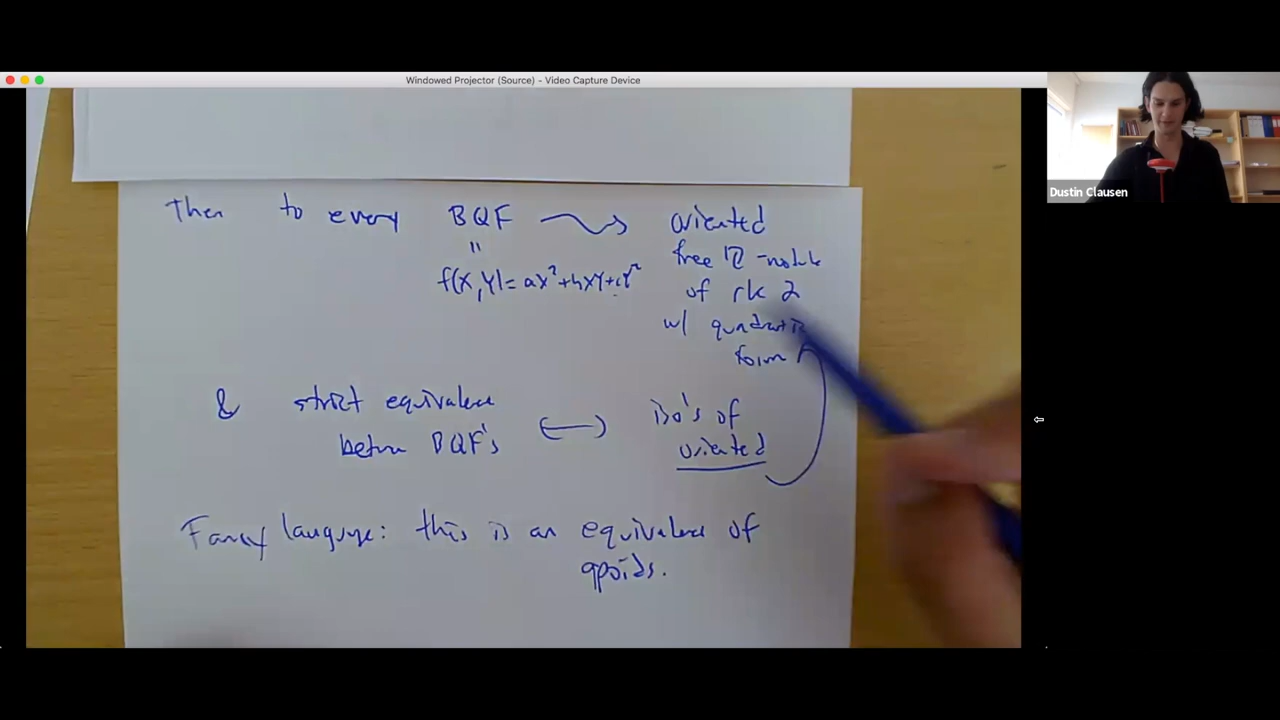 Windowed Projector (Source) - Video Capture Device
Dustin Clausen
Then to every BQF ⇝ oriented
"
free ℤ-module
f(X,Y)=aX²+bXY+cY²
of rk 2
w/ quadratic
form
& strict equivalence
between BQF's ↔ iso's of
oriented
Fancy language: this is an equivalence of
gpoids.